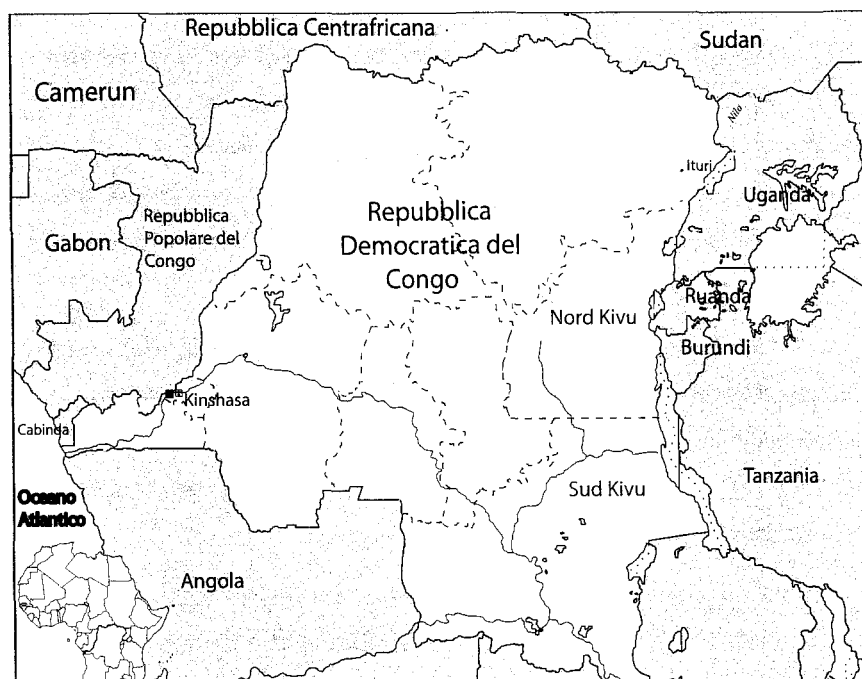 Repubblica Centrafricana
Sudan
Camerun
Nilo
Ituri
Uganda
Repubblica
Popolare del
Congo
Gabon
Repubblica
Democratica del
Congo
Ruanda
Nord Kivu
Burundi
Kinshasa
Cabinda
Tanzania
Sud Kivu
Oceano
Atlantico
Angola